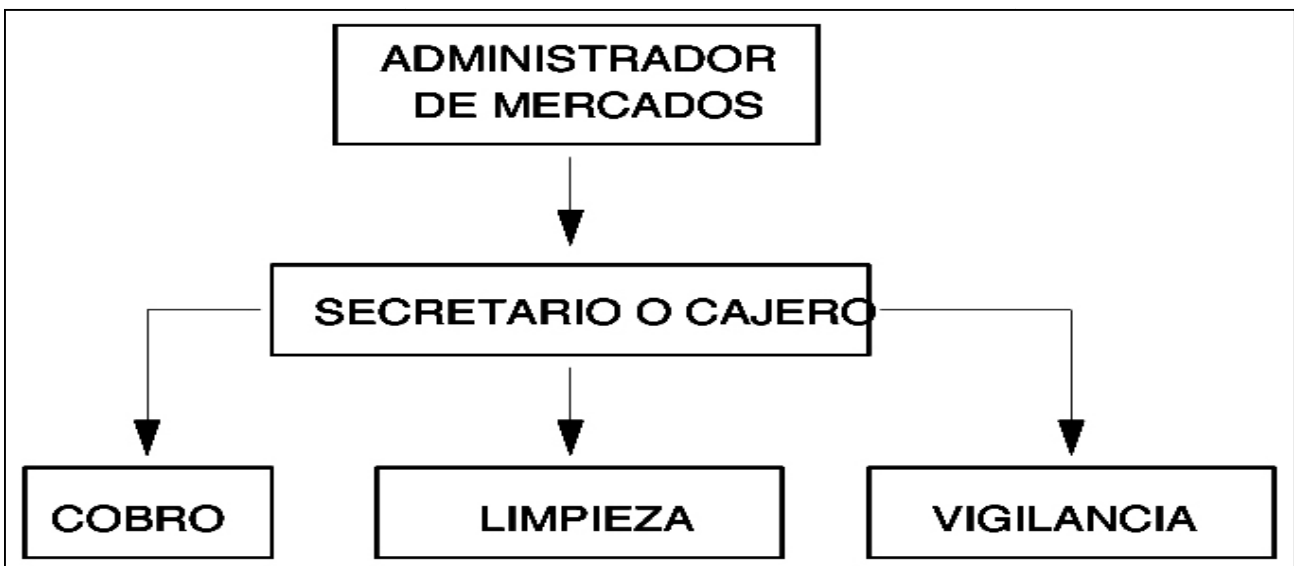 ADMINISTRADOR
DE MERCADOS
SECRETARIO O CAJERO
COBRO
LIMPIEZA
VIGILANCIA